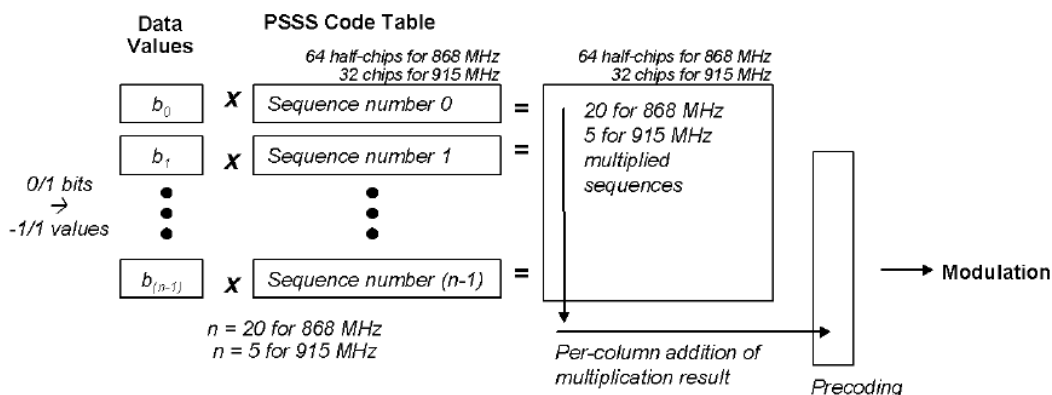 Data
Values
PSSS Code Table
64 half-chips for 868 MHz
32 chips for 915 MHz
64 half-chips for 868 MHz
32 chips for 915 MHz
b0 x Sequence number 0 =
20 for 868 MHz
5 for 915 MHz
multiplied
sequences
b1 x Sequence number 1 =
0/1 bits
→
-1/1 values
b(n-1) x Sequence number (n-1) =
Modulation
n = 20 for 868 MHz
n = 5 for 915 MHz
Per-column addition of
multiplication result
Precoding